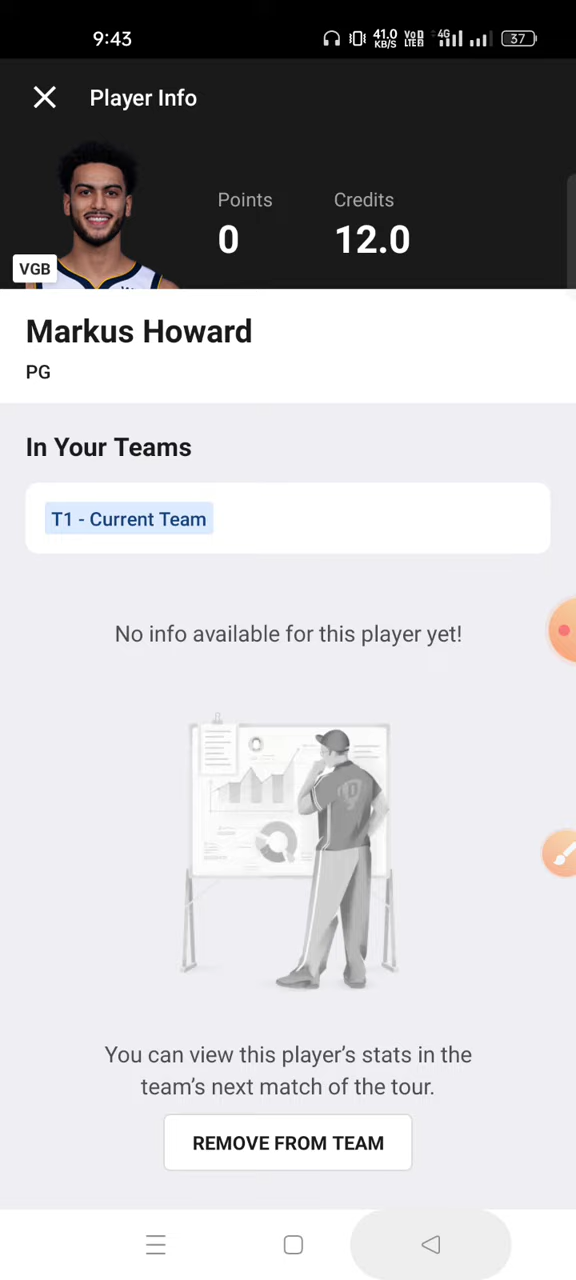 9:43
41.0
KB/S
4G
37
Player Info
Points
Credits
0
12.0
VGB
Markus Howard
PG
In Your Teams
T1 - Current Team
No info available for this player yet!
You can view this player's stats in the
team's next match of the tour.
REMOVE FROM TEAM